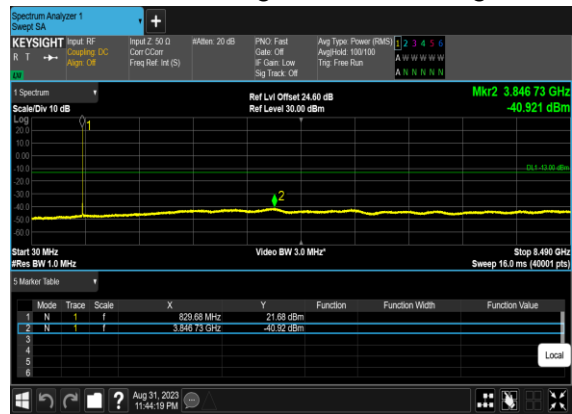 Spectrum Analyzer 1
Swept SA
KEYSIGHT
R T
Input: RF
Coupling: DC
Align: Off
Input Z: 50 Ω
Corr CCorr
Freq Ref: Int (S)
#Atten: 20 dB
PNO: Fast
Gate: Off
IF Gain: Low
Sig Track: Off
Avg Type: Power (RMS)
Avg|Hold: 100/100
Trig: Free Run
1 2 3 4 5 6
A W W W W W
A N N N N N
1 Spectrum
Scale/Div 10 dB
Ref Lvl Offset 24.60 dB
Ref Level 30.00 dBm
Mkr2 3.846 73 GHz
-40.921 dBm
Log
20.0
10.0
0.00
-10.0
-20.0
-30.0
-40.0
-50.0
-60.0
1
2
DL1 -13.00 dBm
Start 30 MHz
#Res BW 1.0 MHz
Video BW 3.0 MHz*
Stop 8.490 GHz
Sweep 16.0 ms (40001 pts)
5 Marker Table
Mode Trace Scale X Y Function Function Width Function Value
1 N 1 f 829.68 MHz 21.68 dBm
2 N 1 f 3.846 73 GHz -40.92 dBm
3
4
5
6
Local
Aug 31, 2023
11:44:19 PM